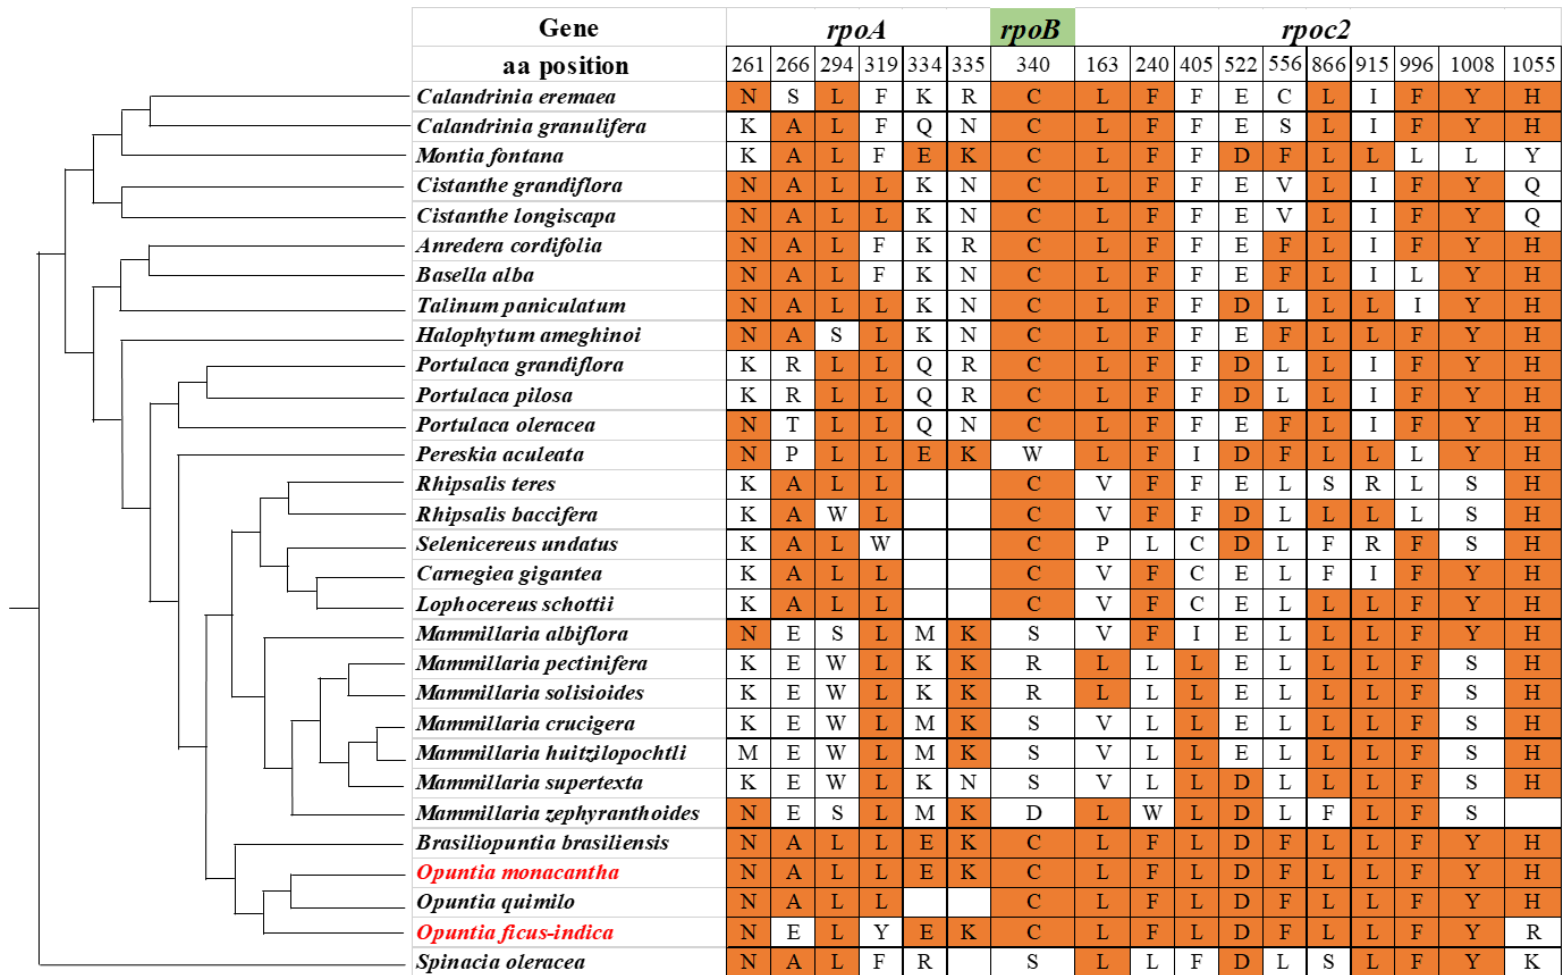 Gene rpoA rpoB rpoc2
aa position 261 266 294 319 334 335 340 163 240 405 522 556 866 915 996 1008 1055
Calandrinia eremaea N S L F K R C L F F E C L I F Y H
Calandrinia granulifera K A L F Q N C L F F E S L I F Y H
Montia fontana K A L F E K C L F F D F L L L L Y
Cistanthe grandiflora N A L L K N C L F F E V L I F Y Q
Cistanthe longiscapa N A L L K N C L F F E V L I F Y Q
Anredera cordifolia N A L F K R C L F F E F L I F Y H
Basella alba N A L F K N C L F F E F L I L Y H
Talinum paniculatum N A L L K N C L F F D L L L I Y H
Halophytum ameghinoi N A S L K N C L F F E F L L F Y H
Portulaca grandiflora K R L L Q R C L F F D L L I F Y H
Portulaca pilosa K R L L Q R C L F F D L L I F Y H
Portulaca oleracea N T L L Q N C L F F E F L I F Y H
Pereskia aculeata N P L L E K W L F I D F L L L Y H
Rhipsalis teres K A L L C V F F E L S R L S H
Rhipsalis baccifera K A W L C V F F D L L L L S H
Selenicereus undatus K A L W C P L C D L F R F S H
Carnegiea gigantea K A L L C V F C E L F I F Y H
Lophocereus schottii K A L L C V F C E L L L F Y H
Mammillaria albiflora N E S L M K S V F I E L L L F Y H
Mammillaria pectinifera K E W L K K R L L L E L L L F S H
Mammillaria solisioides K E W L K K R L L L E L L L F S H
Mammillaria crucigera K E W L M K S V L L E L L L F S H
Mammillaria huitzilopochtli M E W L M K S V L L E L L L F S H
Mammillaria supertexta K E W L K N S V L L D L L L F S H
Mammillaria zephyranthoides N E S L M K D L W L D L F L F S
Brasiliopuntia brasiliensis N A L L E K C L F L D F L L F Y H
Opuntia monacantha N A L L E K C L F L D F L L F Y H
Opuntia quimilo N A L L C L F L D F L L F Y H
Opuntia ficus-indica N E L Y E K C L F L D F L L F Y R
Spinacia oleracea N A L F R S L L F D L S L F Y K